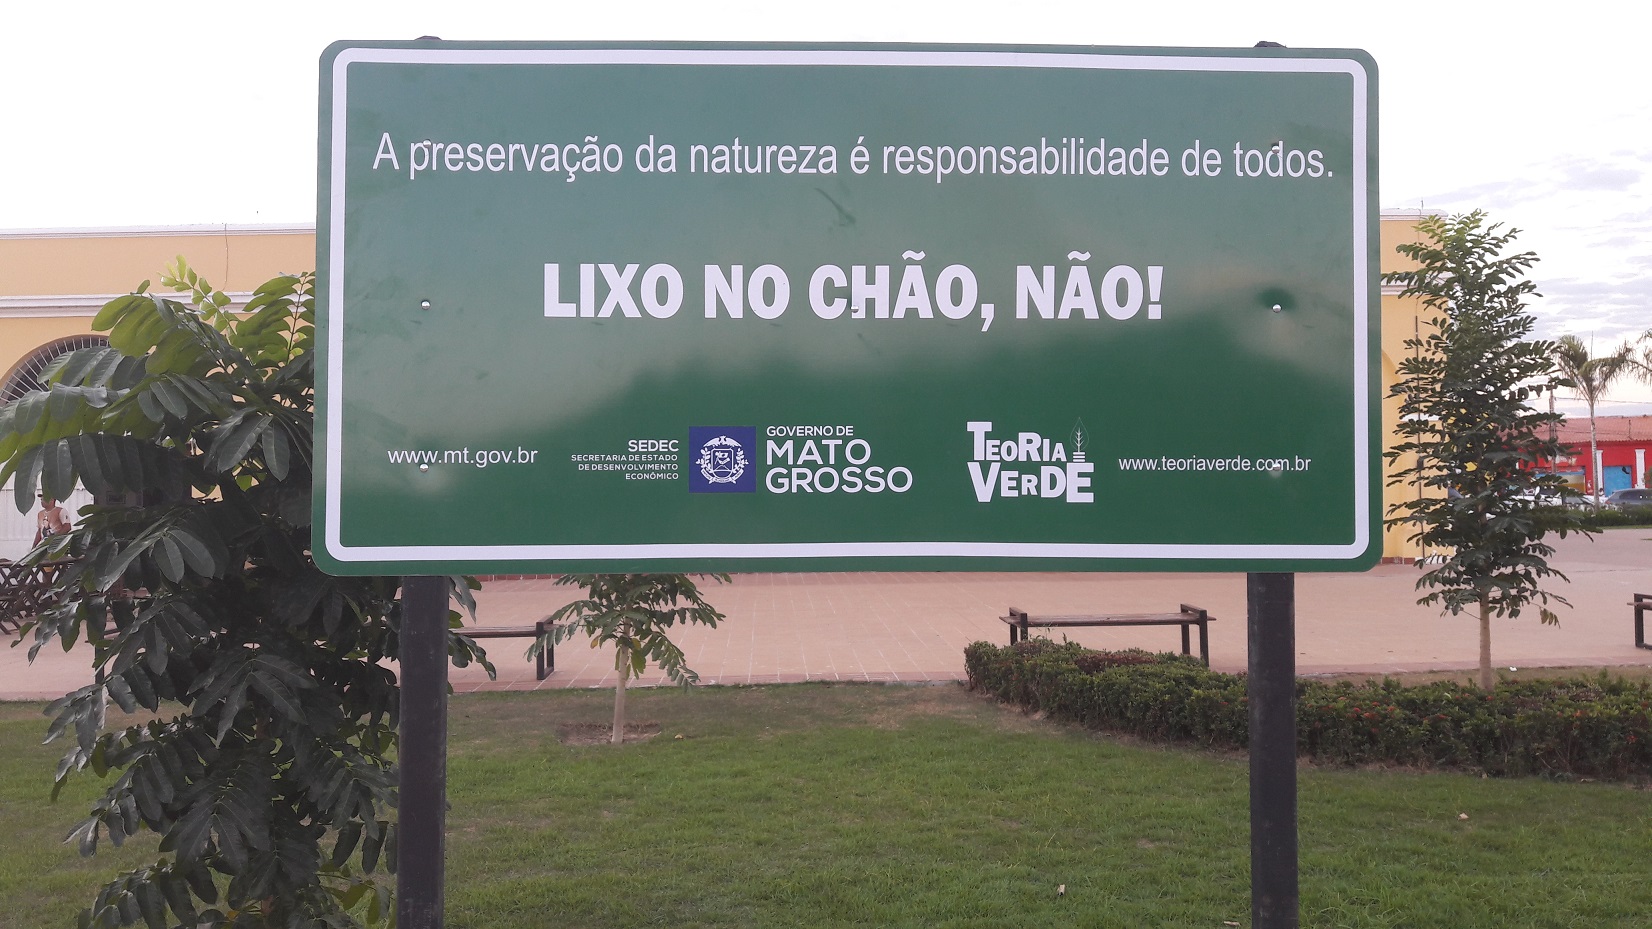 A preservação da natureza é responsabilidade de todos.
LIXO NO CHÃO, NÃO!
www.mt.gov.br
SEDEC
SECRETARIA DE ESTADO
DE DESENVOLVIMENTO
ECONÔMICO
GOVERNO DE
MATO
GROSSO
TEORIA
VERDE
www.teoriaverde.com.br